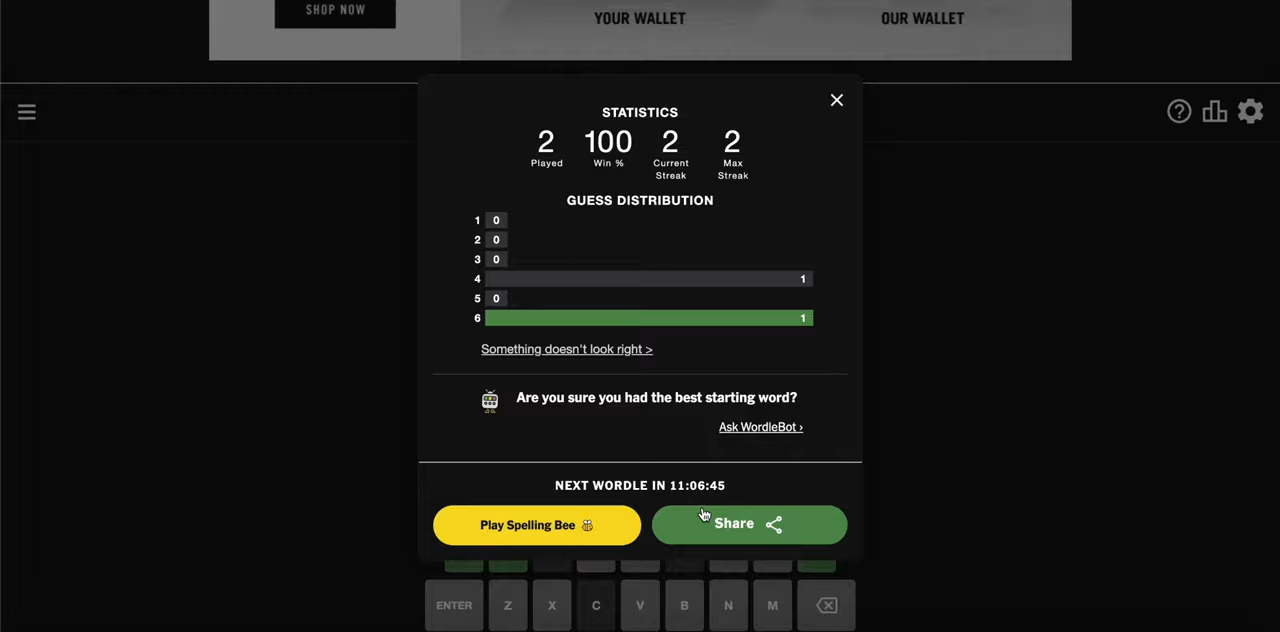 SHOP NOW
YOUR WALLET
OUR WALLET
STATISTICS
2 100 2 2
Played Win % Current Streak Max Streak
GUESS DISTRIBUTION
1 0
2 0
3 0
4 1
5 0
6 1
Something doesn't look right >
Are you sure you had the best starting word?
Ask WordleBot ›
NEXT WORDLE IN 11:06:45
Play Spelling Bee
Share
ENTER Z X C V B N M